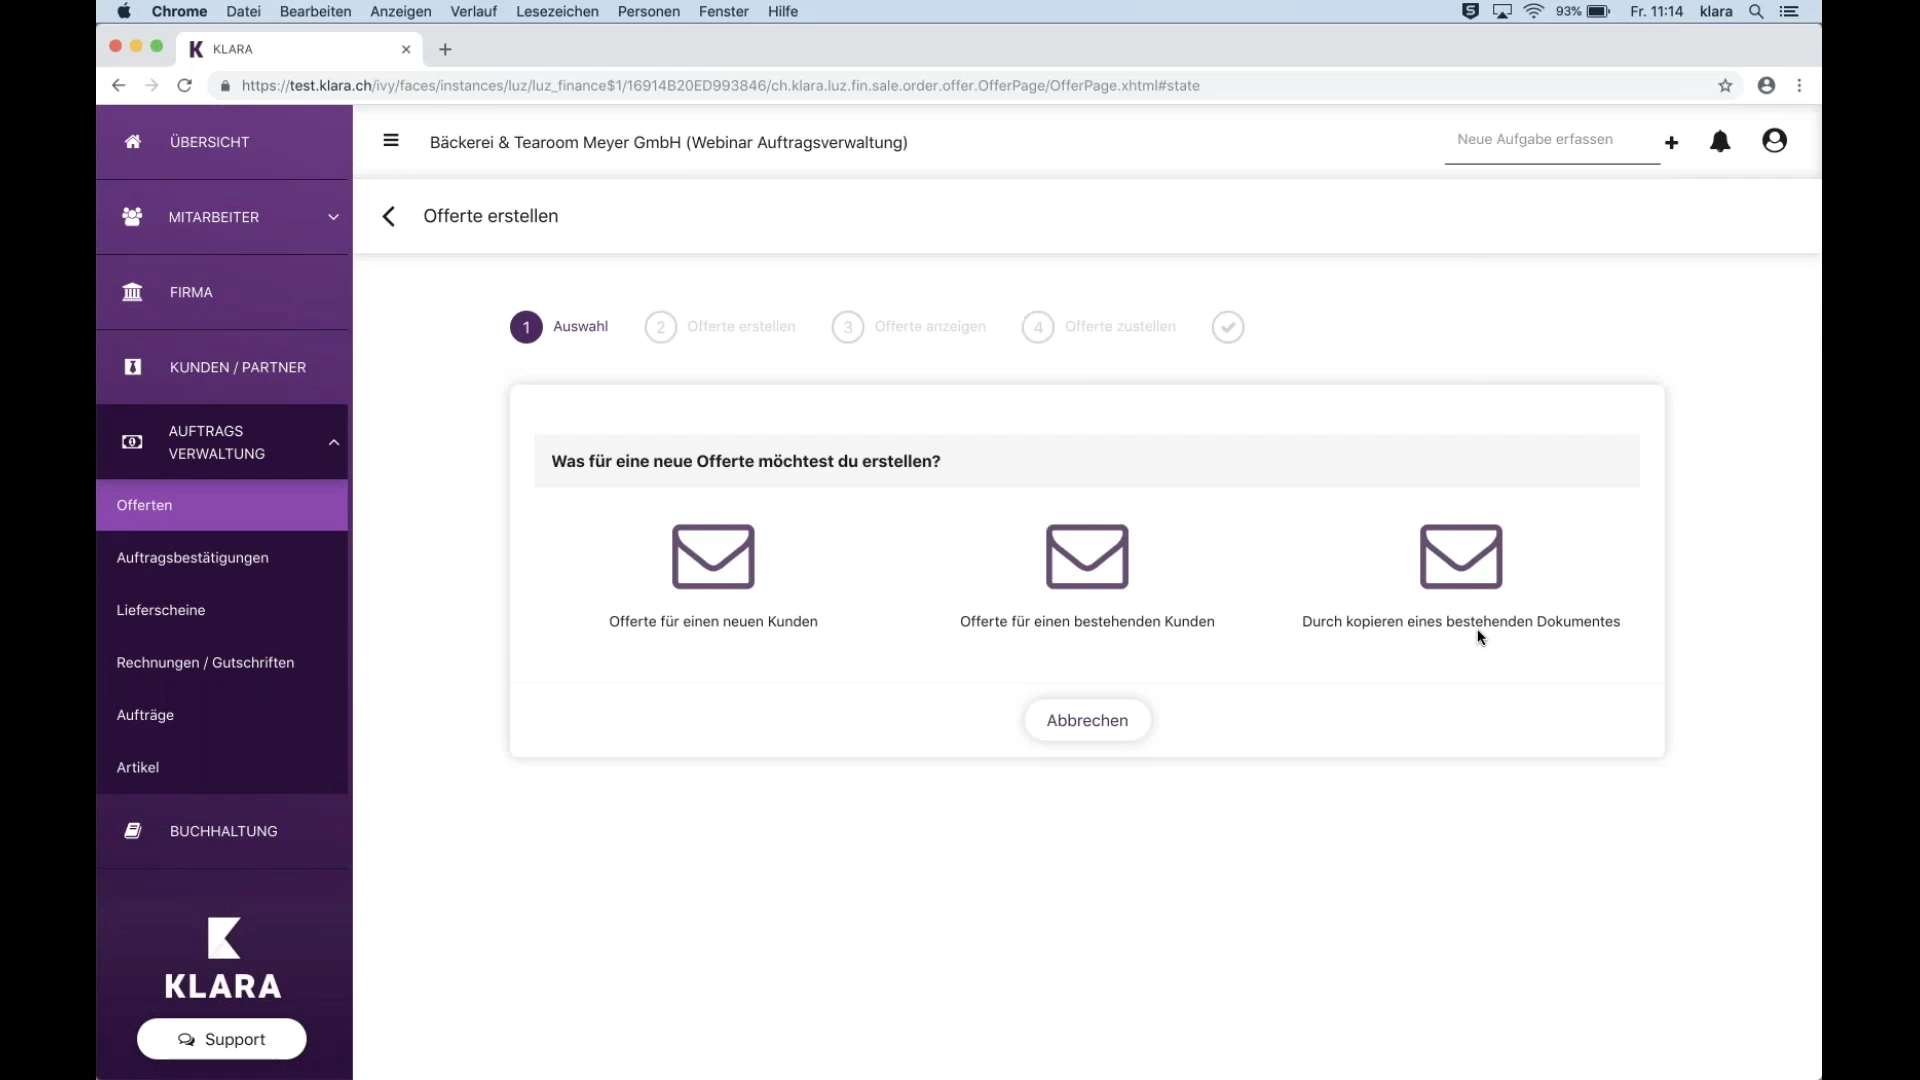 Chrome Datei Bearbeiten Anzeigen Verlauf Lesezeichen Personen Fenster Hilfe
S 93% Fr. 11:14 klara
K KLARA
https://test.klara.ch/ivy/faces/instances/luz/luz_finance$1/16914B20ED993846/ch.klara.luz.fin.sale.order.offer.OfferPage/OfferPage.xhtml#state
ÜBERSICHT
MITARBEITER
FIRMA
KUNDEN / PARTNER
AUFTRAGS
VERWALTUNG
Offerten
Auftragsbestätigungen
Lieferscheine
Rechnungen / Gutschriften
Aufträge
Artikel
BUCHHALTUNG
KLARA
Support
Bäckerei & Tearoom Meyer GmbH (Webinar Auftragsverwaltung)
Neue Aufgabe erfassen
Offerte erstellen
1 Auswahl 2 Offerte erstellen 3 Offerte anzeigen 4 Offerte zustellen
Was für eine neue Offerte möchtest du erstellen?
Offerte für einen neuen Kunden
Offerte für einen bestehenden Kunden
Durch kopieren eines bestehenden Dokumentes
Abbrechen